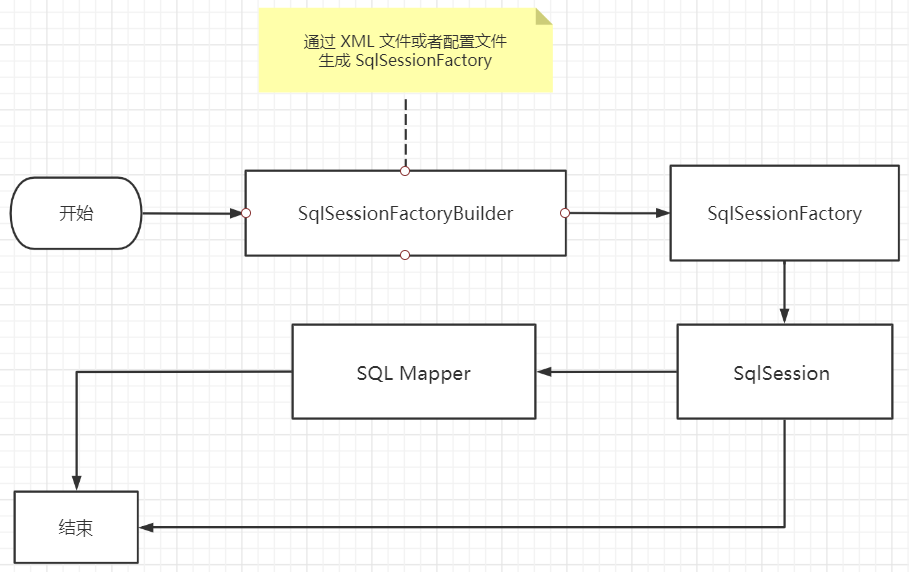 通过 XML 文件或者配置文件
生成 SqlSessionFactory
开始
SqlSessionFactoryBuilder
SqlSessionFactory
SQL Mapper
SqlSession
结束